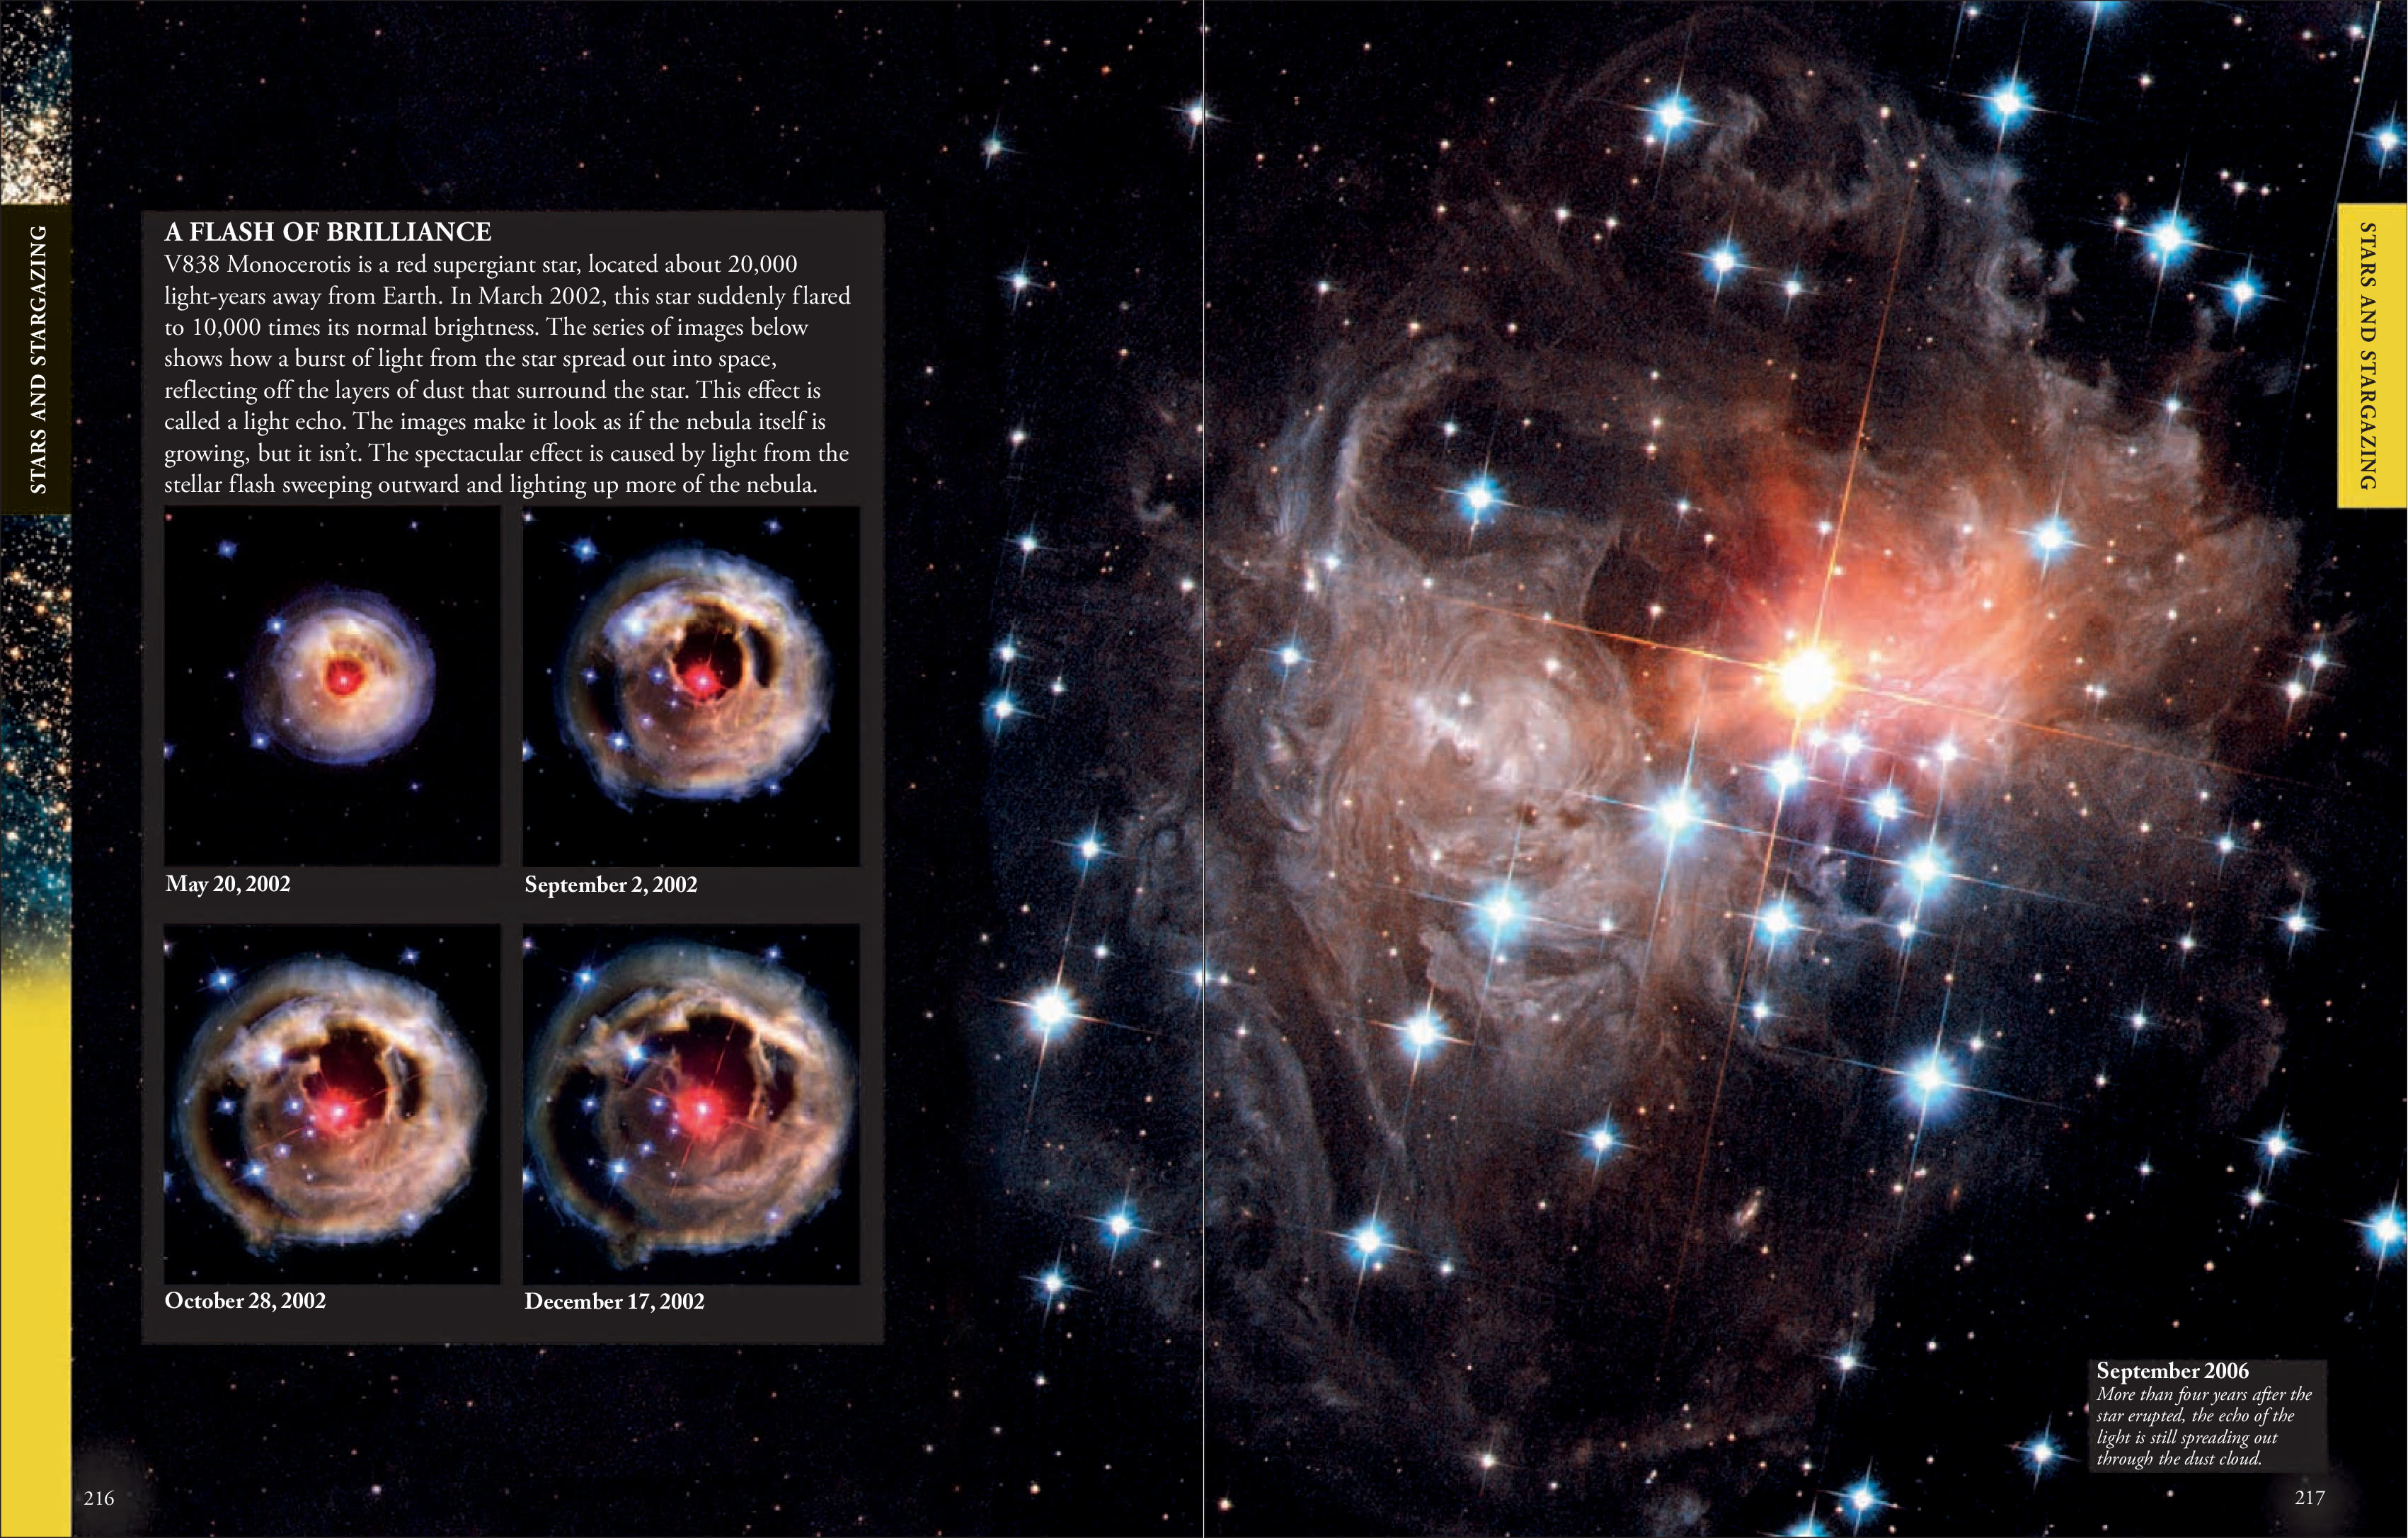 STARS AND STARGAZING
A FLASH OF BRILLIANCE
V838 Monocerotis is a red supergiant star, located about 20,000
light-years away from Earth. In March 2002, this star suddenly flared
to 10,000 times its normal brightness. The series of images below
shows how a burst of light from the star spread out into space,
reflecting off the layers of dust that surround the star. This effect is
called a light echo. The images make it look as if the nebula itself is
growing, but it isn’t. The spectacular effect is caused by light from the
stellar flash sweeping outward and lighting up more of the nebula.
May 20, 2002
September 2, 2002
October 28, 2002
December 17, 2002
216
STARS AND STARGAZING
September 2006
More than four years after the
star erupted, the echo of the
light is still spreading out
through the dust cloud.
217